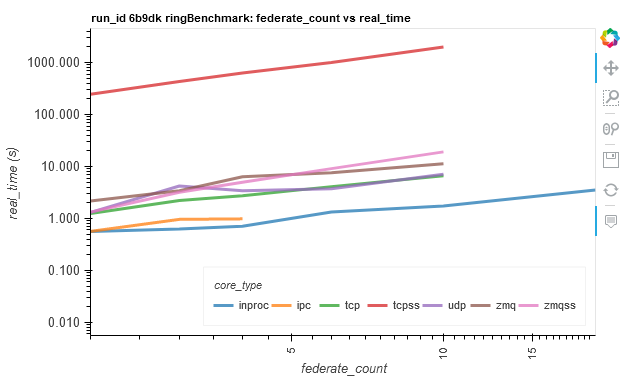 run_id 6b9dk ringBenchmark: federate_count vs real_time
1000.000
100.000
10.000
1.000
0.100
0.010
real_time (s)
core_type
inproc ipc tcp tcpss udp zmq zmqss
5 10 15
federate_count